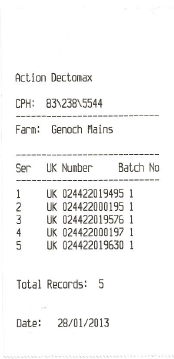 Action Dectomax
CPH: 83\238\5544
Farm: Genoch Mains
Ser UK Number Batch No
1 UK 024422019495 1
2 UK 024422000195 1
3 UK 024422019576 1
4 UK 024422000197 1
5 UK 024422019630 1
Total Records: 5
Date: 28/01/2013